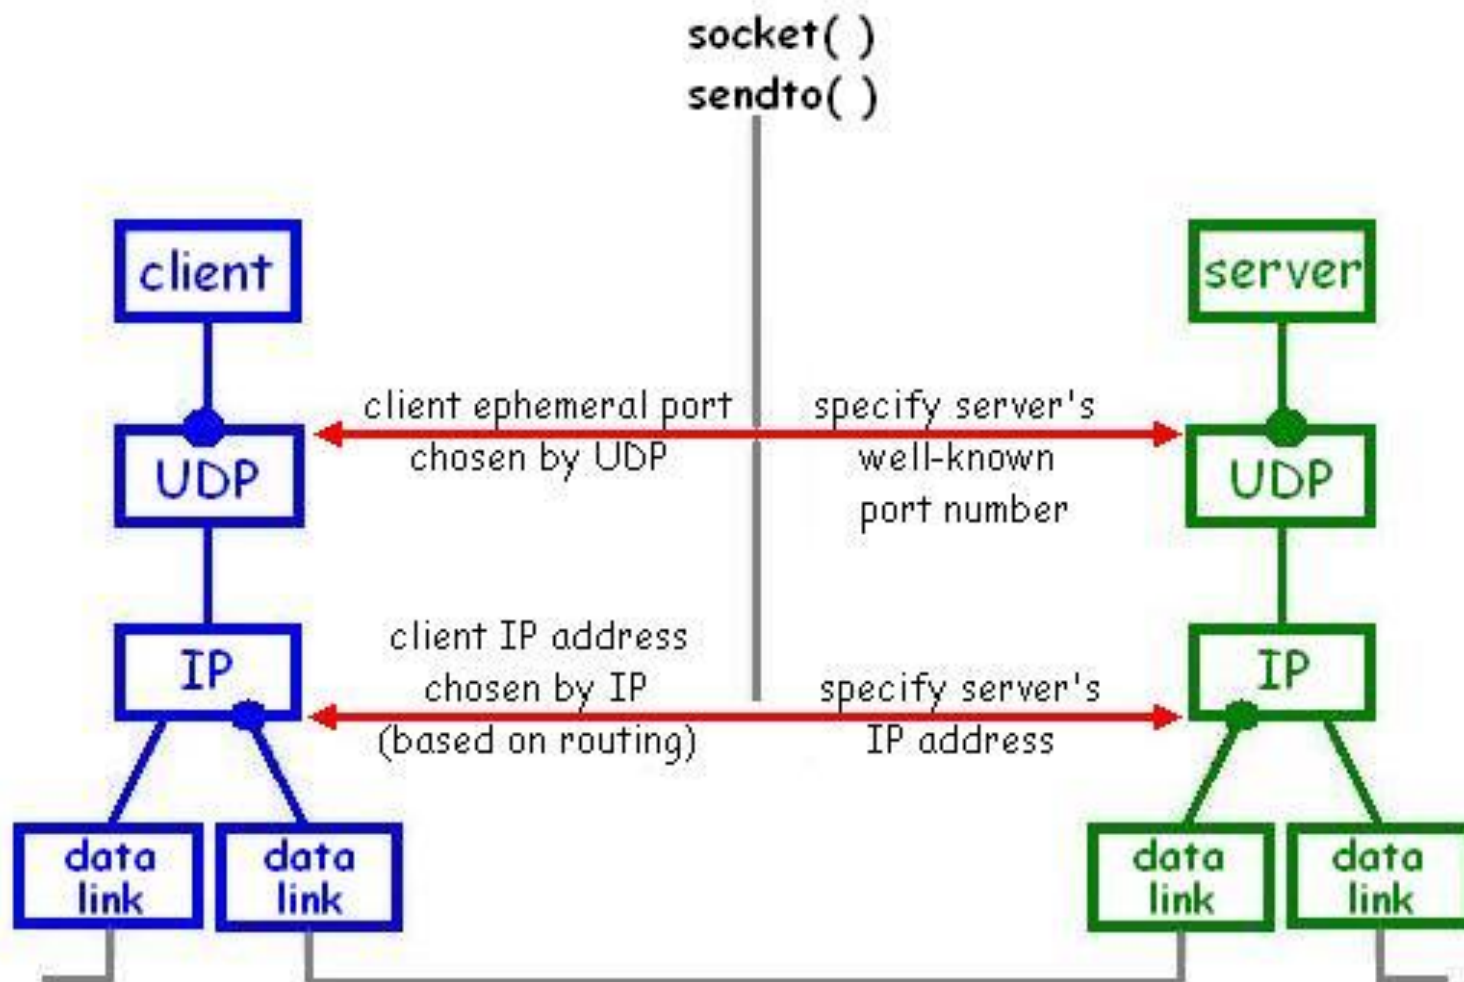 socket( )
sendto( )
client
server
client ephemeral port
chosen by UDP
specify server's
well-known
port number
UDP
UDP
client IP address
chosen by IP
(based on routing)
specify server's
IP address
IP
IP
data
link
data
link
data
link
data
link